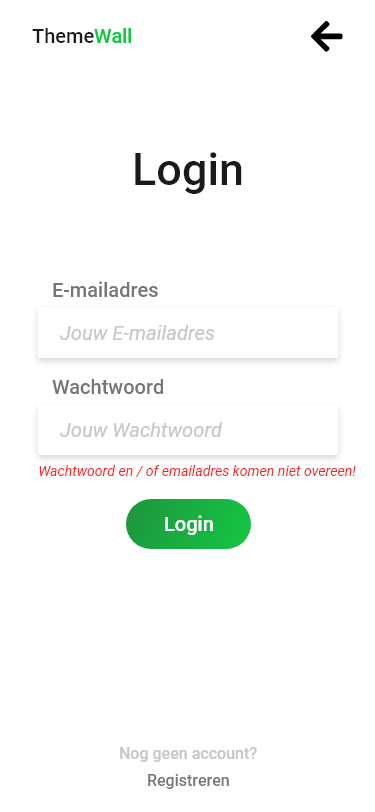 ThemeWall
Login
E-mailadres
Jouw E-mailadres
Wachtwoord
Jouw Wachtwoord
Wachtwoord en / of emailadres komen niet overeen!
Login
Nog geen account?
Registreren